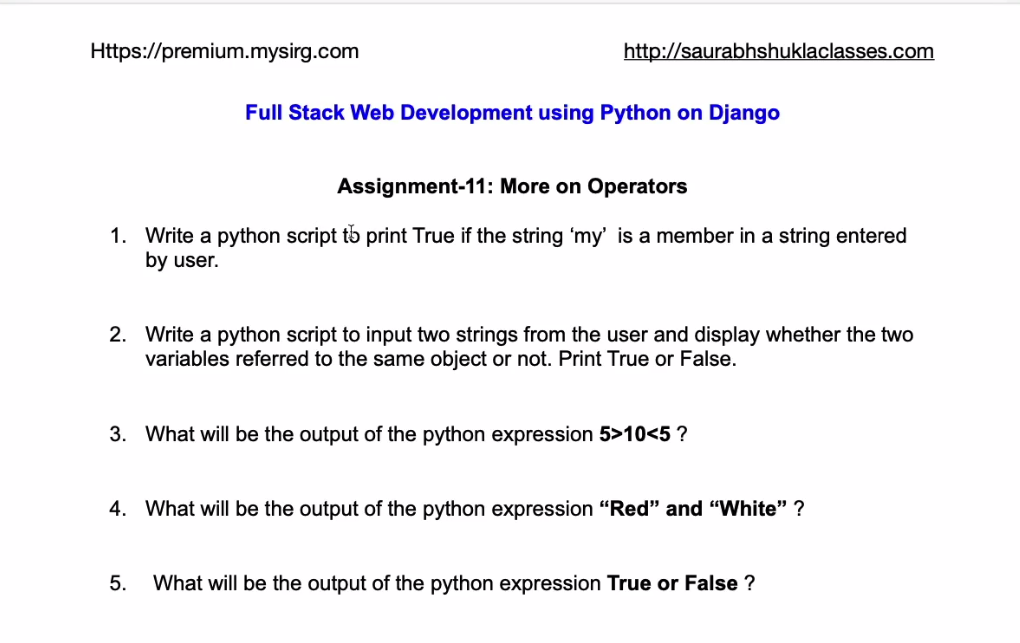 Https://premium.mysirg.com http://saurabhshuklaclasses.com
Full Stack Web Development using Python on Django
Assignment-11: More on Operators
1. Write a python script to print True if the string ‘my’ is a member in a string entered
by user.
2. Write a python script to input two strings from the user and display whether the two
variables referred to the same object or not. Print True or False.
3. What will be the output of the python expression 5>10<5 ?
4. What will be the output of the python expression “Red” and “White” ?
5. What will be the output of the python expression True or False ?